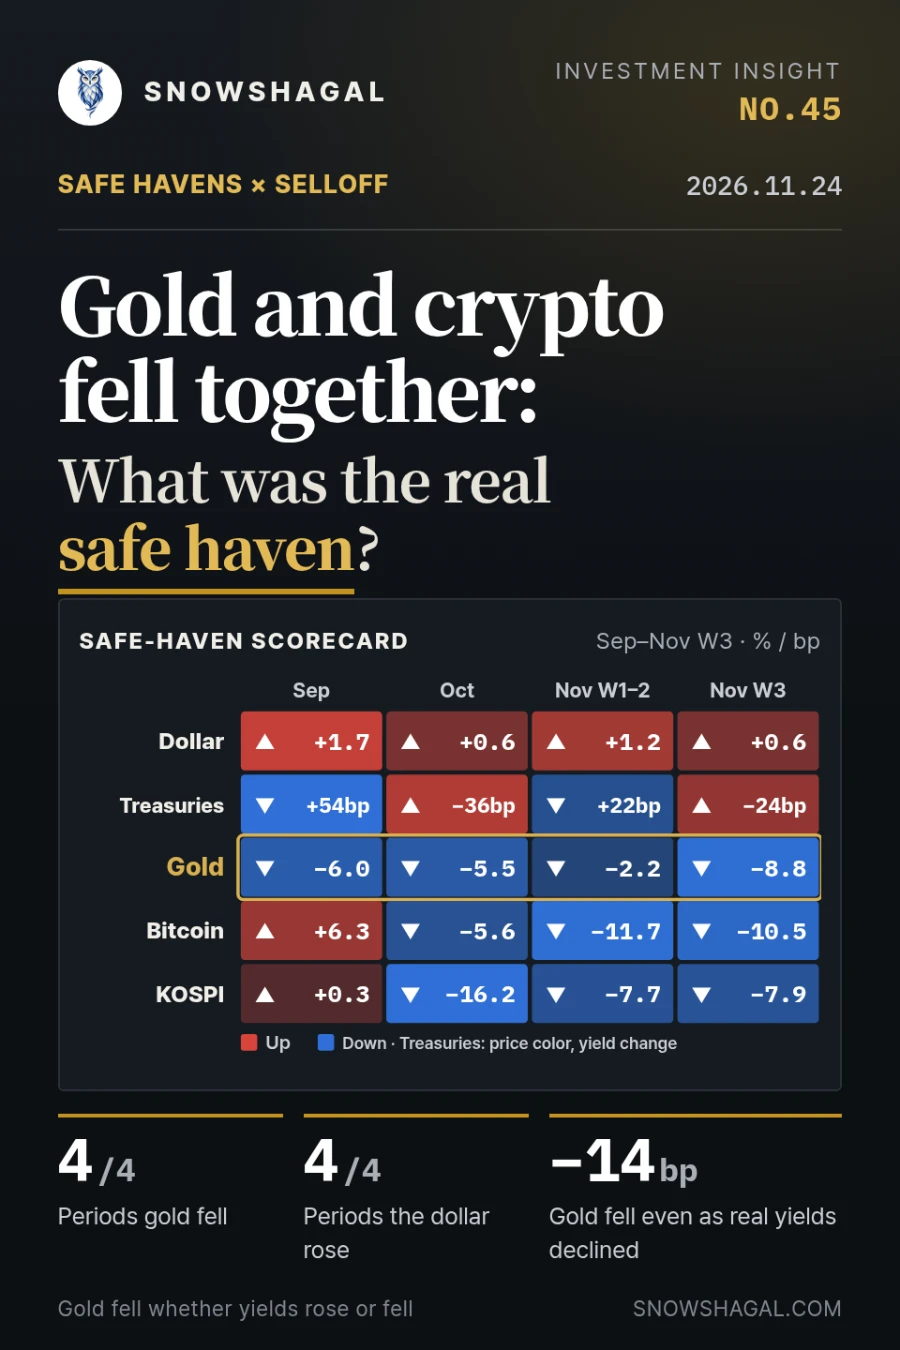 SNOWSHAGAL
INVESTMENT INSIGHT
NO.45
SAFE HAVENS × SELLOFF
2026.11.24
Gold and crypto
fell together:
What was the real
safe haven?
SAFE-HAVEN SCORECARD
Sep–Nov W3 · % / bp
Sep Oct Nov W1–2 Nov W3
Dollar ▲ +1.7 ▲ +0.6 ▲ +1.2 ▲ +0.6
Treasuries ▼ +54bp ▲ −36bp ▼ +22bp ▲ −24bp
Gold ▼ −6.0 ▼ −5.5 ▼ −2.2 ▼ −8.8
Bitcoin ▲ +6.3 ▼ −5.6 ▼ −11.7 ▼ −10.5
KOSPI ▲ +0.3 ▼ −16.2 ▼ −7.7 ▼ −7.9
Up Down · Treasuries: price color, yield change
4 /4
Periods gold fell
4 /4
Periods the dollar
rose
−14 bp
Gold fell even as real yields
declined
Gold fell whether yields rose or fell
SNOWSHAGAL.COM